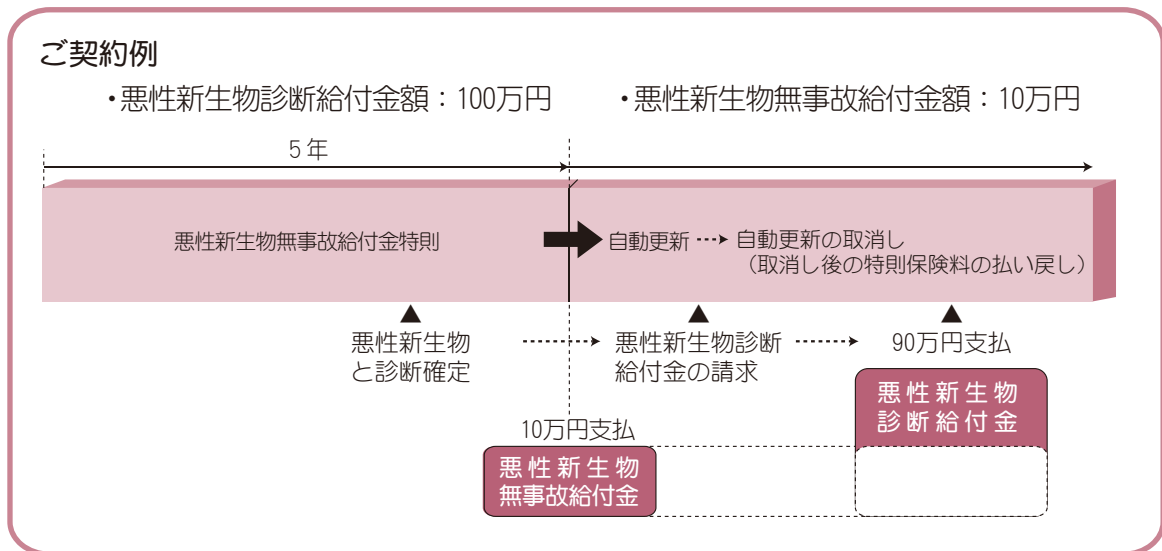 ご契約例
・悪性新生物診断給付金額：100万円
・悪性新生物無事故給付金額：10万円
5年
悪性新生物無事故給付金特則
自動更新
自動更新の取消し
（取消し後の特則保険料の払い戻し）
悪性新生物
と診断確定
悪性新生物診断
給付金の請求
90万円支払
悪性新生物
診断給付金
10万円支払
悪性新生物
無事故給付金